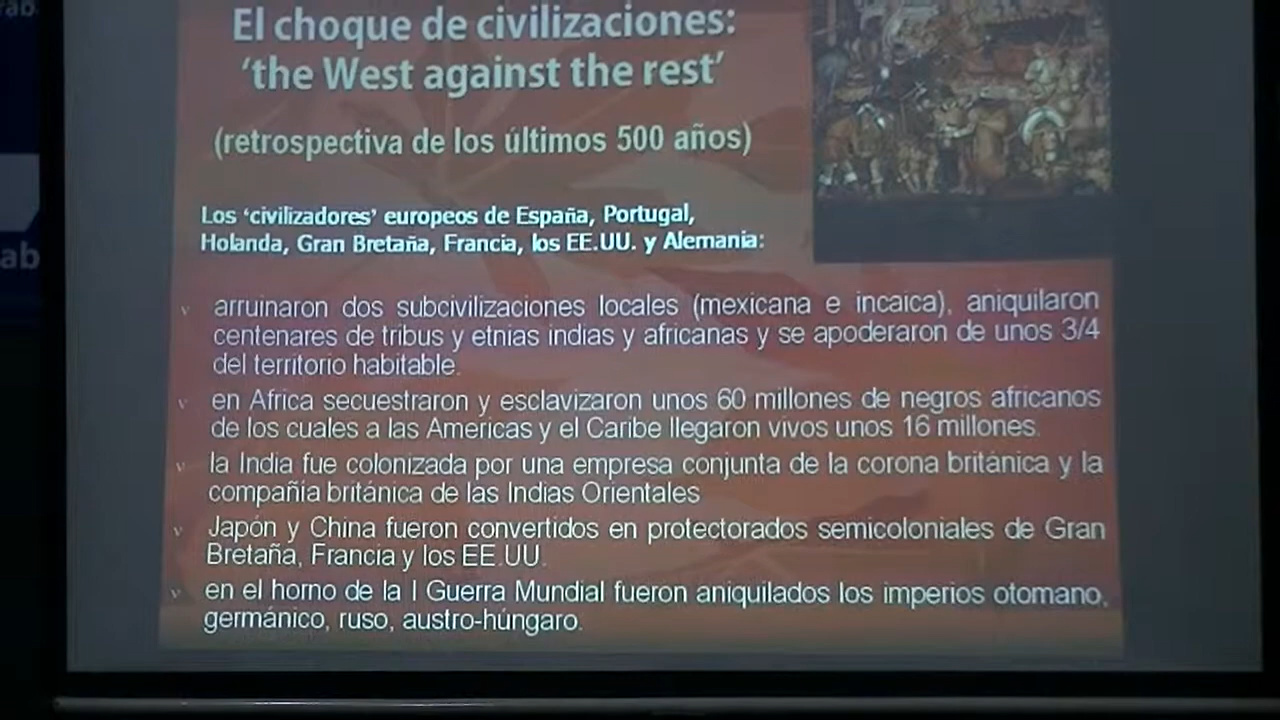 rab
El choque de civilizaciones:
‘the West against the rest’
(retrospectiva de los últimos 500 años)
Los ‘civilizadores’ europeos de España, Portugal,
Holanda, Gran Bretaña, Francia, los EE.UU. y Alemania:
ab
v arruinaron dos subcivilizaciones locales (mexicana e incaica), aniquilaron
centenares de tribus y etnias indias y africanas y se apoderaron de unos 3/4
del territorio habitable.
v en Africa secuestraron y esclavizaron unos 60 millones de negros africanos
de los cuales a las Americas y el Caribe llegaron vivos unos 16 millones.
v la India fue colonizada por una empresa conjunta de la corona británica y la
compañía británica de las Indias Orientales
v Japón y China fueron convertidos en protectorados semicoloniales de Gran
Bretaña, Francia y los EE.UU.
v en el horno de la I Guerra Mundial fueron aniquilados los imperios otomano,
germánico, ruso, austro-húngaro.